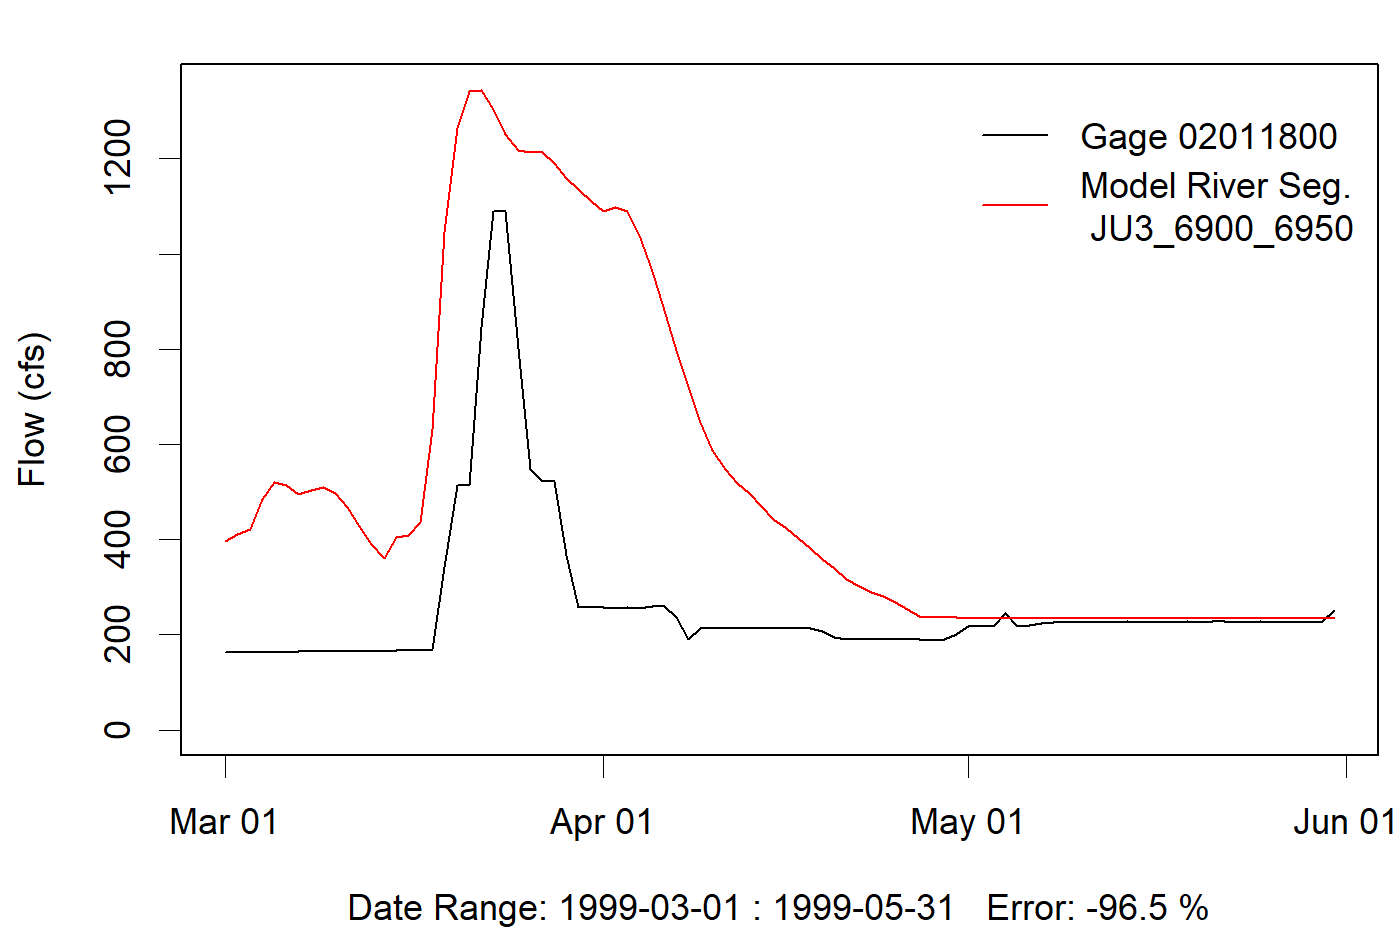 Flow (cfs)
1200
800
600
400
200
0
Gage 02011800
Model River Seg.
JU3_6900_6950
Mar 01
Apr 01
May 01
Jun 01
Date Range: 1999-03-01 : 1999-05-31 Error: -96.5 %